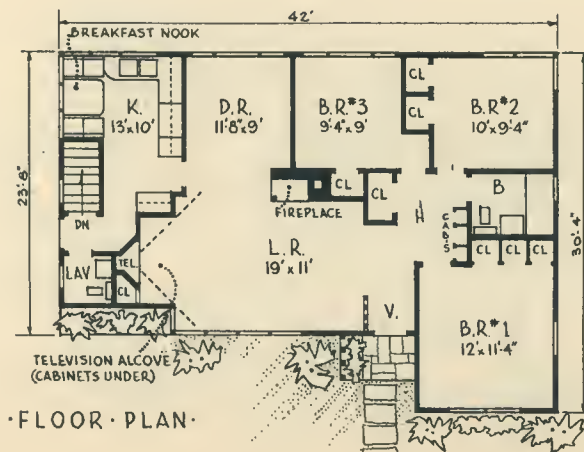 42'
BREAKFAST NOOK
K.
13'x10'
D.R.
11'8"x9'
B.R.#3
9'4"x9'
CL
CL
B.R.#2
10'x9'4"
23'8"
DN
FIREPLACE
CL
CL
H
CAB'S
B
30'4"
L.R.
19'x11'
LAV
TEL.
CL
CL
CL
CL
V.
B.R.#1
12'x11'4"
TELEVISION ALCOVE
(CABINETS UNDER)
·FLOOR·PLAN·